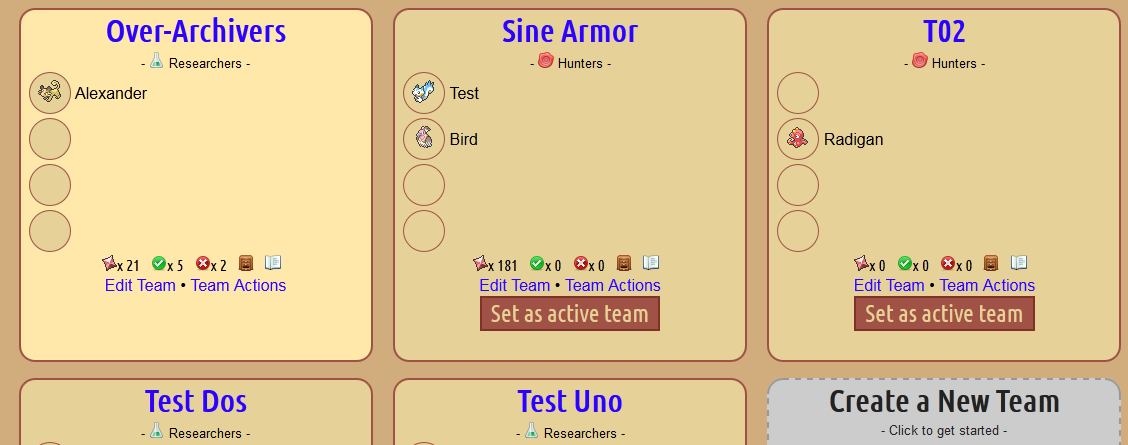 Over-Archivers
- Researchers -
Alexander
x 21 x 5 x 2
Edit Team • Team Actions
Sine Armor
- Hunters -
Test
Bird
x 181 x 0 x 0
Edit Team • Team Actions
Set as active team
T02
- Hunters -
Radigan
x 0 x 0 x 0
Edit Team • Team Actions
Set as active team
Test Dos
- Researchers -
Test Uno
- Researchers -
Create a New Team
- Click to get started -